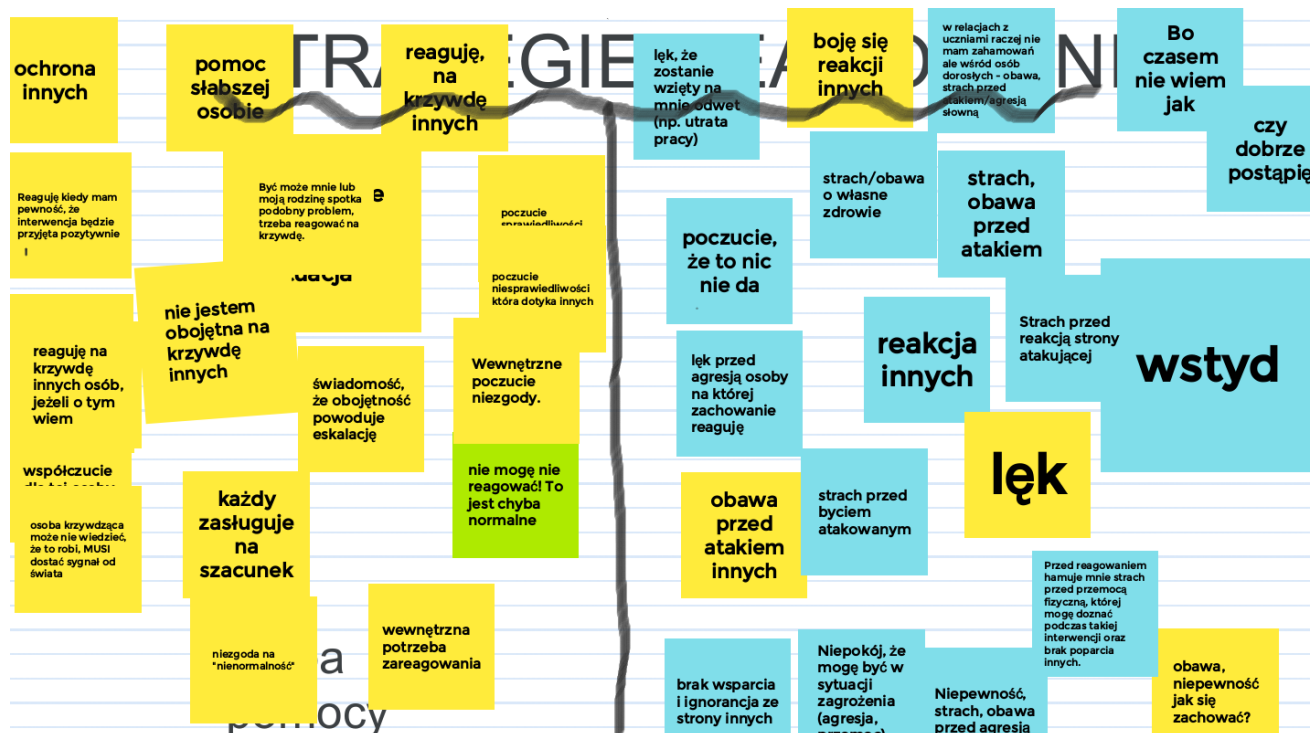 ochrona
innych
pomoc
słabszej
osobie
reaguję,
na
krzywdę
innych
Reaguję kiedy mam
pewność, że
interwencja będzie
przyjęta pozytywnie
Być może mnie lub
moją rodzinę spotka
podobny problem,
trzeba reagować na
krzywdę.
poczucie
sprawiedliwości
poczucie
niesprawiedliwości
która dotyka innych
nie jestem
obojętna na
krzywdę
innych
reaguję na
krzywdę
innych osób,
jeżeli o tym
wiem
świadomość,
że obojętność
powoduje
eskalację
Wewnętrzne
poczucie
niezgody.
nie mogę nie
reagować! To
jest chyba
normalne
współczucie
osoba krzywdząca
może nie wiedzieć,
że to robi, MUSI
dostać sygnał od
świata
każdy
zasługuje
na
szacunek
niezgoda na
"nienormalność"
wewnętrzna
potrzeba
zareagowania
pomocy
lęk, że
zostanie
wzięty na
mnie odwet
(np. utrata
pracy)
boję się
reakcji
innych
w relacjach z
uczniami raczej nie
mam zahamowań
ale wśród osób
dorosłych - obawa,
strach przed
atakiem/agresją
słowną
Bo
czasem
nie wiem
jak
czy
dobrze
postąpię
strach/obawa
o własne
zdrowie
strach,
obawa
przed
atakiem
poczucie,
że to nic
nie da
reakcja
innych
Strach przed
reakcją strony
atakującej
wstyd
lęk przed
agresją osoby
na której
zachowanie
reaguję
lęk
obawa
przed
atakiem
innych
strach przed
byciem
atakowanym
Przed reagowaniem
hamuje mnie strach
przed przemocą
fizyczną, której
mogę doznać
podczas takiej
interwencji oraz
brak poparcia
innych.
brak wsparcia
i ignorancja ze
strony innych
Niepokój, że
mogę być w
sytuacji
zagrożenia
(agresja,
przemoc)
Niepewność,
strach, obawa
przed agresją
obawa,
niepewność
jak się
zachować?